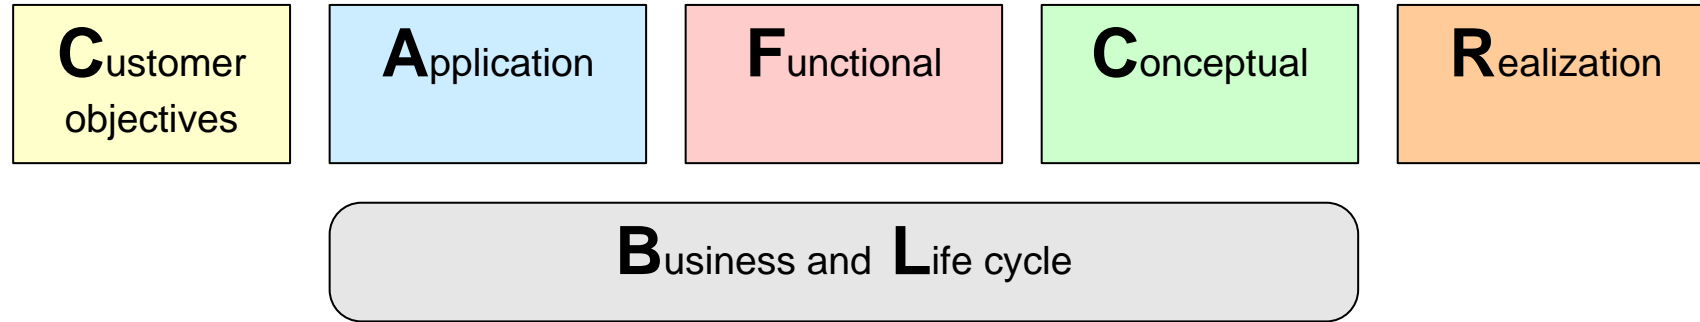 Customer
objectives
Application
Functional
Conceptual
Realization
Business and Life cycle